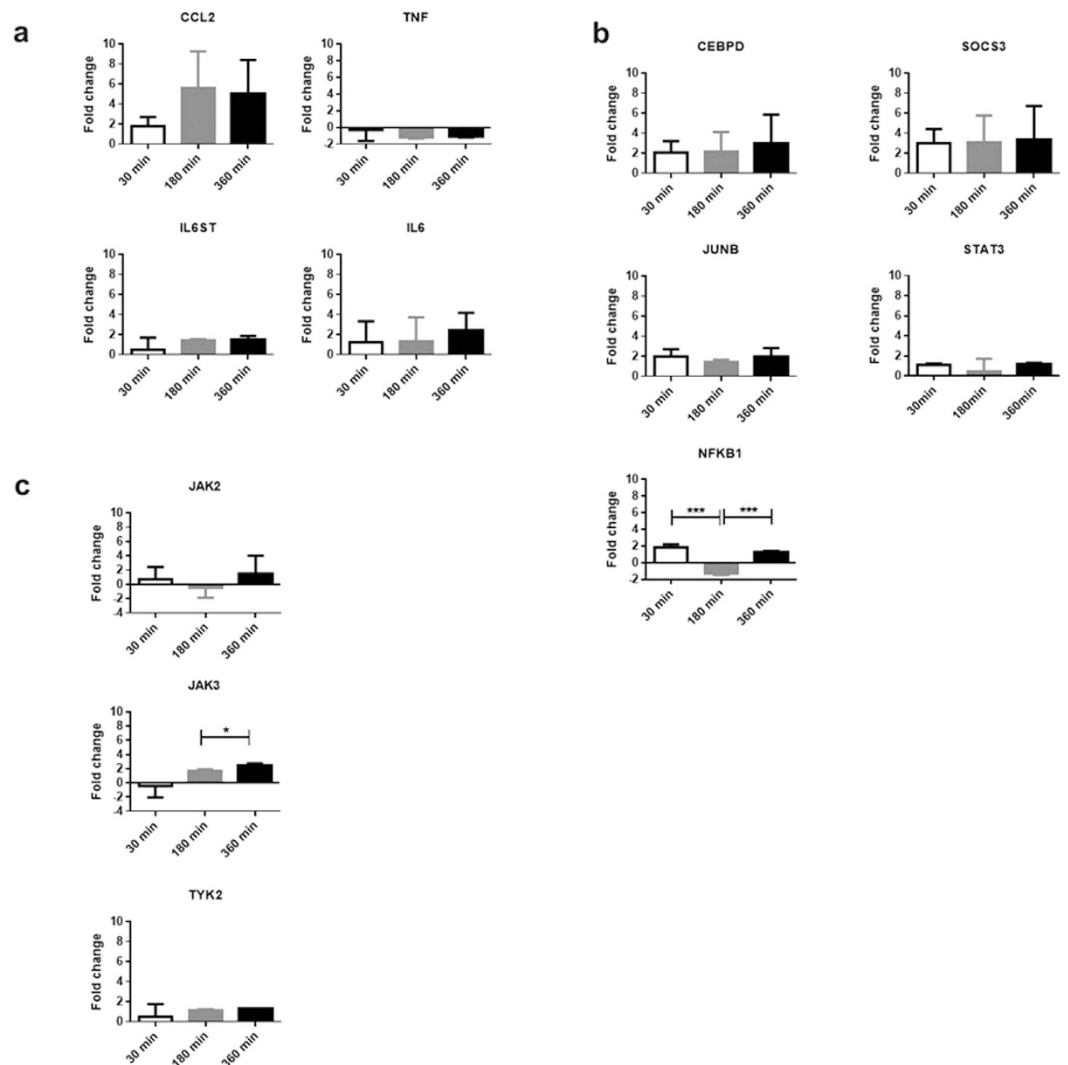 a
CCL2
Fold change
10
8
6
4
2
0
30 min
180 min
360 min
TNF
Fold change
10
8
6
4
2
0
-2
30 min
180 min
360 min
IL6ST
Fold change
10
8
6
4
2
0
30 min
180 min
360 min
IL6
Fold change
10
8
6
4
2
0
30 min
180 min
360 min
b
CEBPD
Fold change
10
8
6
4
2
0
30 min
180 min
360 min
SOCS3
Fold change
10
8
6
4
2
0
30 min
180 min
360 min
JUNB
Fold change
10
8
6
4
2
0
30 min
180 min
360 min
STAT3
Fold change
10
8
6
4
2
0
30min
180min
360min
NFKB1
Fold change
10
8
6
4
2
0
-2
***
***
30 min
180 min
360 min
c
JAK2
Fold change
10
8
6
4
2
0
-2
-4
30 min
180 min
360 min
JAK3
Fold change
10
8
6
4
2
0
-2
-4
*
30 min
180 min
360 min
TYK2
Fold change
10
8
6
4
2
0
30 min
180 min
360 min